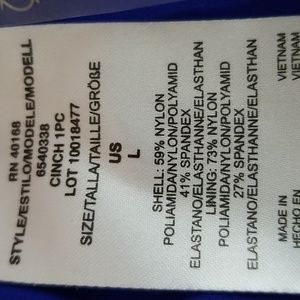 RN 40168
STYLE/ESTILO/MODELE/MODELL
6540338
CINCH 1PC
LOT 10018477
SIZE/TALLA/TAILLE/GRÖßE
US
L
SHELL: 59% NYLON
POLIAMIDA/NYLON/POLYAMID
41% SPANDEX
ELASTANO/ELASTHANNE/ELASTHAN
LINING: 73% NYLON
POLIAMIDA/NYLON/POLYAMID
27% SPANDEX
ELASTANO/ELASTHANNE/ELASTHAN
MADE IN VIETNAM
HECHO EN VIETNAM